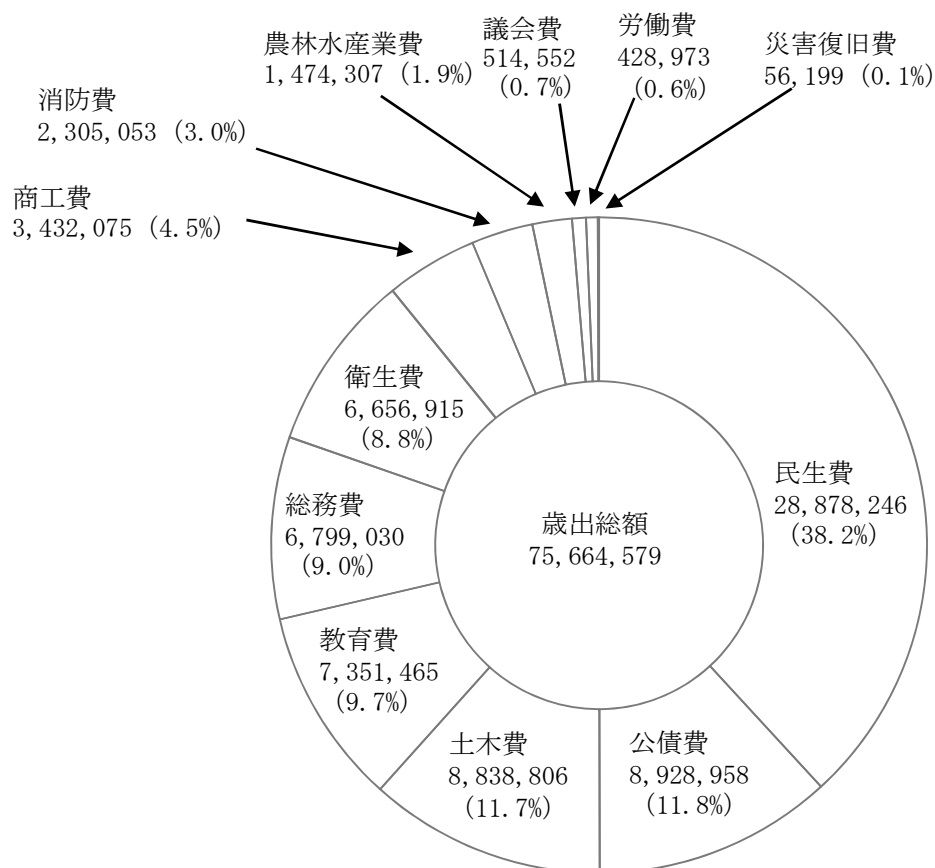 農林水産業費
1,474,307 (1.9%)
議会費
514,552
(0.7%)
労働費
428,973
(0.6%)
災害復旧費
56,199 (0.1%)
消防費
2,305,053 (3.0%)
商工費
3,432,075 (4.5%)
衛生費
6,656,915
(8.8%)
総務費
6,799,030
(9.0%)
教育費
7,351,465
(9.7%)
土木費
8,838,806
(11.7%)
公債費
8,928,958
(11.8%)
民生費
28,878,246
(38.2%)
歳出総額
75,664,579